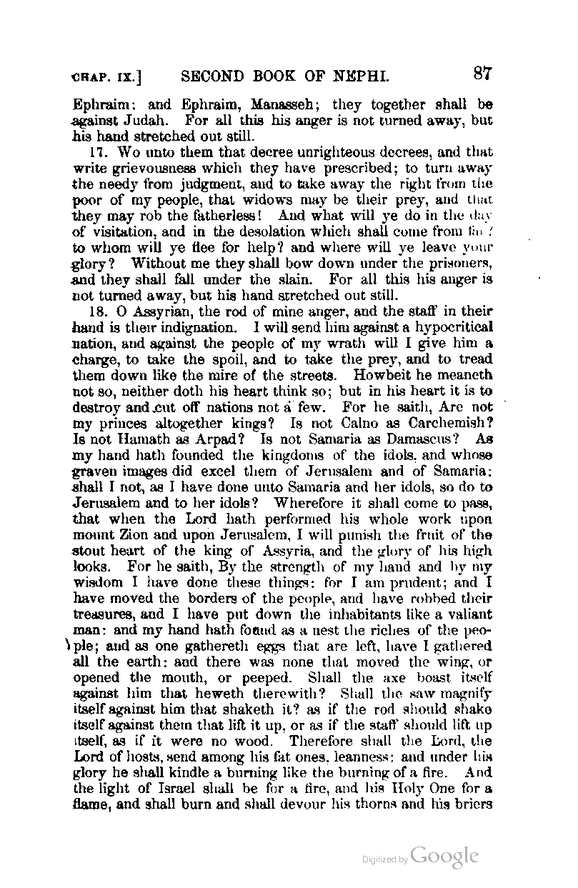 CHAP. IX.] SECOND BOOK OF NEPHI. 87
Ephraim: and Ephraim, Manasseh; they together shall be
against Judah. For all this his anger is not turned away, but
his hand stretched out still.
17. Wo unto them that decree unrighteous decrees, and that
write grievousness which they have prescribed; to turn away
the needy from judgment, and to take away the right from the
poor of my people, that widows may be their prey, and that
they may rob the fatherless! And what will ye do in the day
of visitation, and in the desolation which shall come from far?
to whom will ye flee for help? and where will ye leave your
glory? Without me they shall bow down under the prisoners,
and they shall fall under the slain. For all this his anger is
not turned away, but his hand stretched out still.
18. O Assyrian, the rod of mine anger, and the staff in their
hand is their indignation. I will send him against a hypocritical
nation, and against the people of my wrath will I give him a
charge, to take the spoil, and to take the prey, and to tread
them down like the mire of the streets. Howbeit he meaneth
not so, neither doth his heart think so; but in his heart it is to
destroy and cut off nations not a few. For he saith, Are not
my princes altogether kings? Is not Calno as Carchemish?
Is not Hamath as Arpad? Is not Samaria as Damascus? As
my hand hath founded the kingdoms of the idols, and whose
graven images did excel them of Jerusalem and of Samaria:
shall I not, as I have done unto Samaria and her idols, so do to
Jerusalem and to her idols? Wherefore it shall come to pass,
that when the Lord hath performed his whole work upon
mount Zion and upon Jerusalem, I will punish the fruit of the
stout heart of the king of Assyria, and the glory of his high
looks. For he saith, By the strength of my hand and by my
wisdom I have done these things: for I am prudent; and I
have moved the borders of the people, and have robbed their
treasures, and I have put down the inhabitants like a valiant
man: and my hand hath found as a nest the riches of the peo-
ple; and as one gathereth eggs that are left, have I gathered
all the earth: and there was none that moved the wing, or
opened the mouth, or peeped. Shall the axe boast itself
against him that heweth therewith? Shall the saw magnify
itself against him that shaketh it? as if the rod should shake
itself against them that lift it up, or as if the staff should lift up
itself, as if it were no wood. Therefore shall the Lord, the
Lord of hosts, send among his fat ones, leanness; and under his
glory he shall kindle a burning like the burning of a fire. And
the light of Israel shall be for a fire, and his Holy One for a
flame, and shall burn and shall devour his thorns and his briers
Digitized by Google